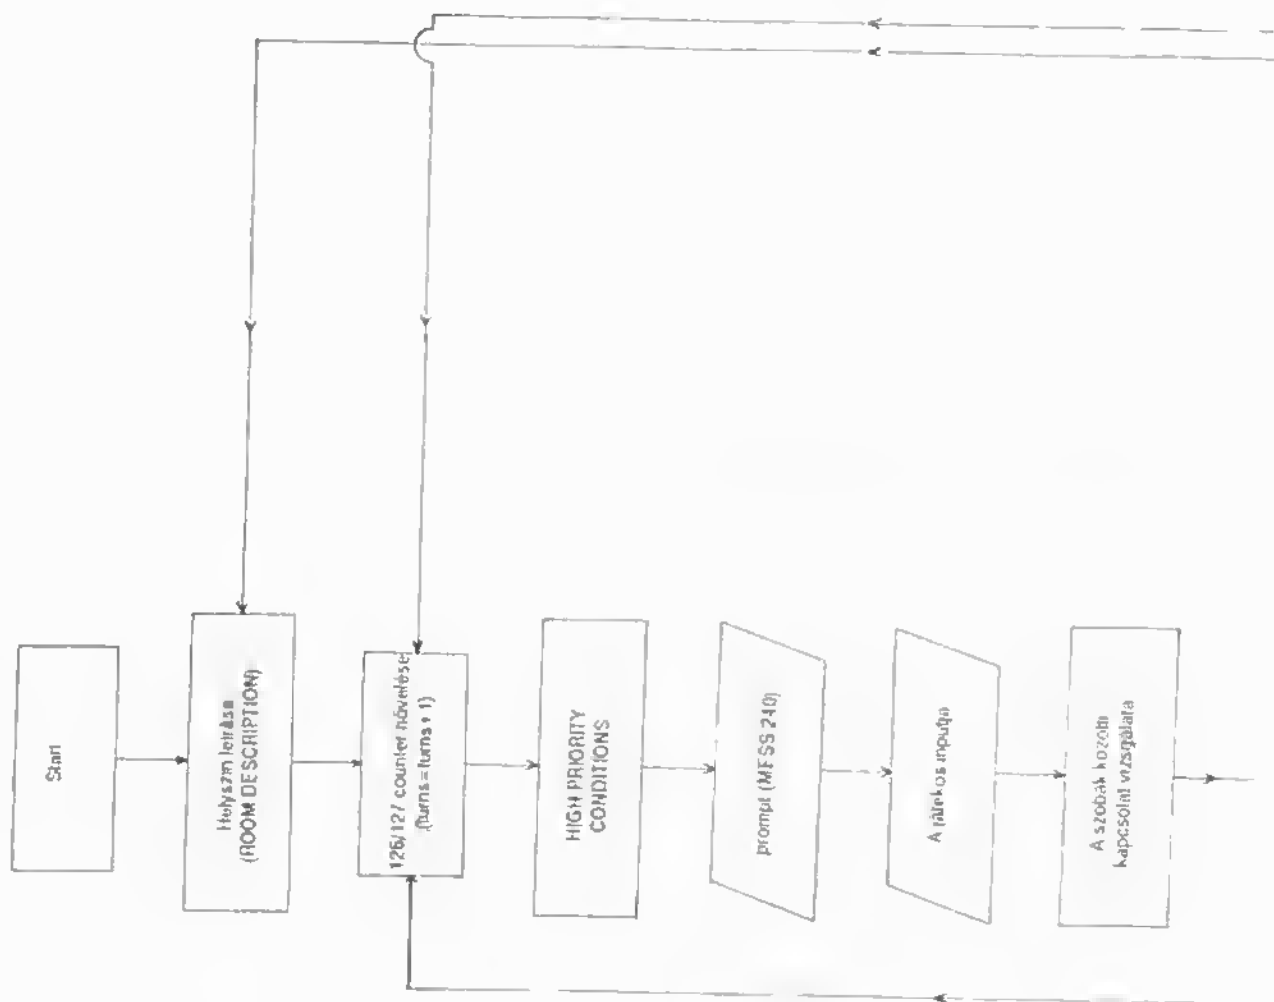 Start
Helyszín leírása
(ROOM DESCRIPTION)
126/127 counter növelése
(turns=turns + 1)
HIGH PRIORITY
CONDITIONS
prompt (MESS 240)
A játékos inputja
A szobák közötti
kapcsolat vizsgálata